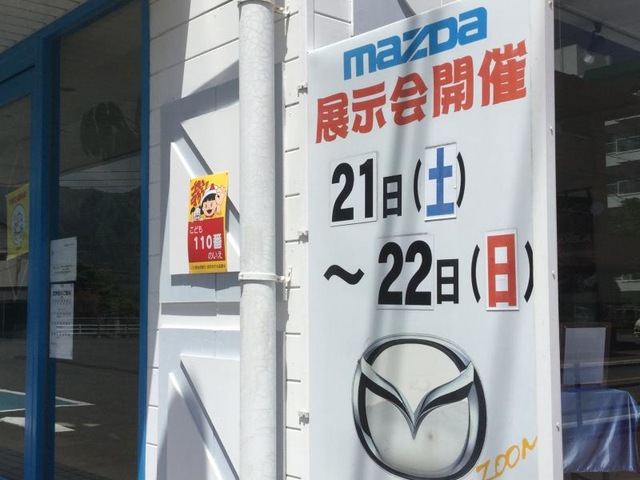 mazda
展示会開催
21日(土)
～22日(日)
ZOOM
こども
110番
のいえ